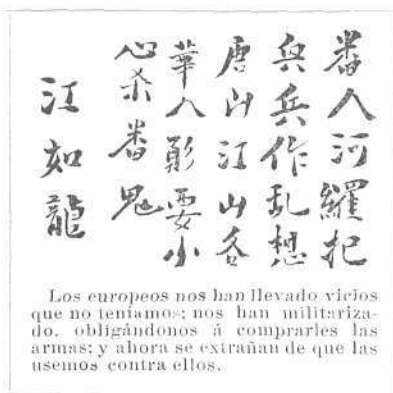 番人河羅把
兵兵作乱想
唐山江山各
華人要小
心杀番鬼
江如龍
Los europeos nos han llevado vicios
que no teníamos; nos han militariza-
do, obligándonos á comprarles las
armas; y ahora se extrañan de que las
usemos contra ellos.